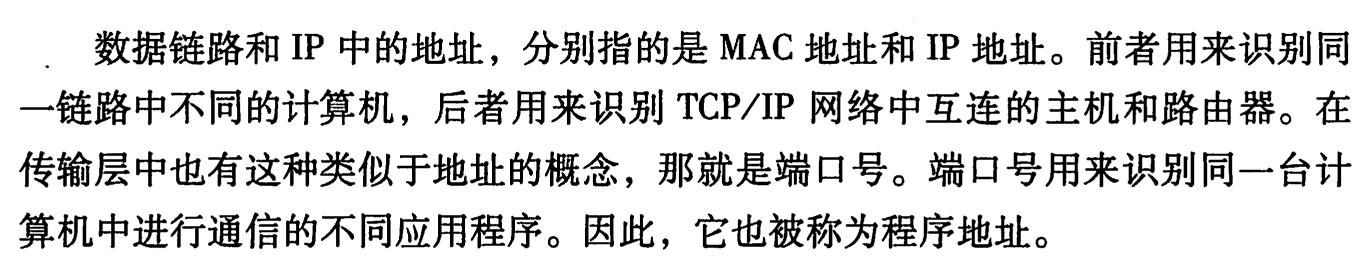 数据链路和 IP 中的地址，分别指的是 MAC 地址和 IP 地址。前者用来识别同
一链路中不同的计算机，后者用来识别 TCP/IP 网络中互连的主机和路由器。在
传输层中也有这种类似于地址的概念，那就是端口号。端口号用来识别同一台计
算机中进行通信的不同应用程序。因此，它也被称为程序地址。